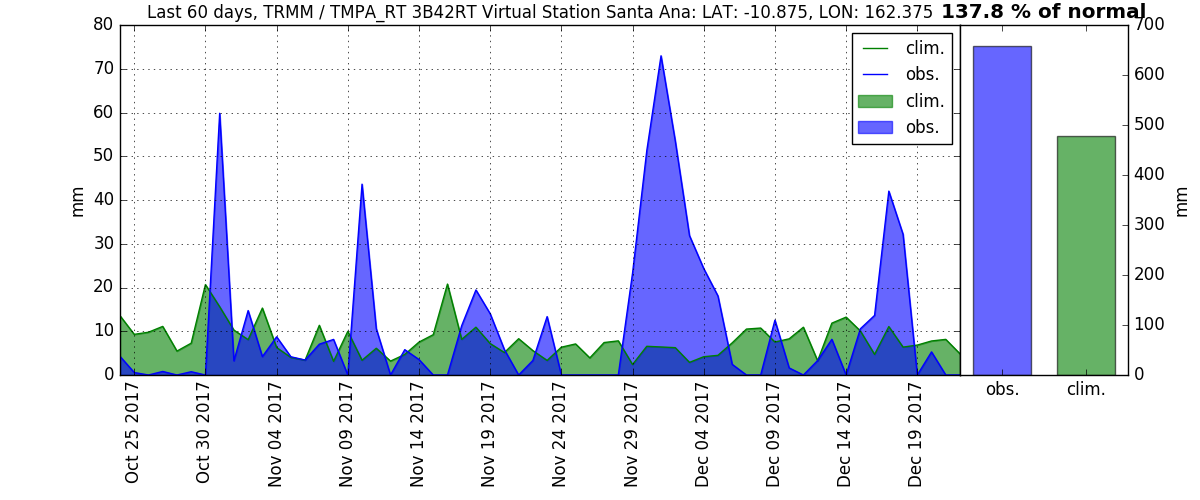 Last 60 days, TRMM / TMPA_RT 3B42RT Virtual Station Santa Ana: LAT: -10.875, LON: 162.375 137.8 % of normal
80
70
60
50
40
30
20
10
0
mm
clim.
obs.
clim.
obs.
700
600
500
400
300
200
100
0
mm
obs.
clim.
Oct 25 2017
Oct 30 2017
Nov 04 2017
Nov 09 2017
Nov 14 2017
Nov 19 2017
Nov 24 2017
Nov 29 2017
Dec 04 2017
Dec 09 2017
Dec 14 2017
Dec 19 2017